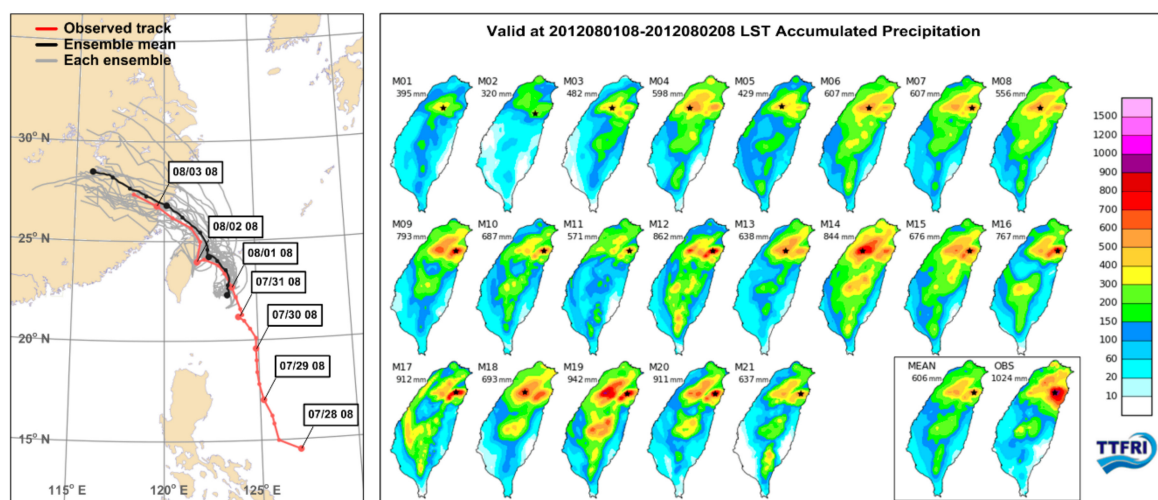 Observed track
Ensemble mean
Each ensemble
30° N
25° N
20° N
15° N
115° E
120° E
125° E
08/03 08
08/02 08
08/01 08
07/31 08
07/30 08
07/29 08
07/28 08
Valid at 2012080108-2012080208 LST Accumulated Precipitation
M01 M02 M03 M04 M05 M06 M07 M08
395 mm 320 mm 482 mm 598 mm 429 mm 607 mm 607 mm 556 mm
M09 M10 M11 M12 M13 M14 M15 M16
793 mm 687 mm 571 mm 862 mm 638 mm 844 mm 676 mm 767 mm
M17 M18 M19 M20 M21 MEAN OBS
912 mm 693 mm 942 mm 911 mm 637 mm 606 mm 1024 mm
1500
1200
1000
900
800
700
600
500
400
300
200
150
100
60
20
10
TTFRI